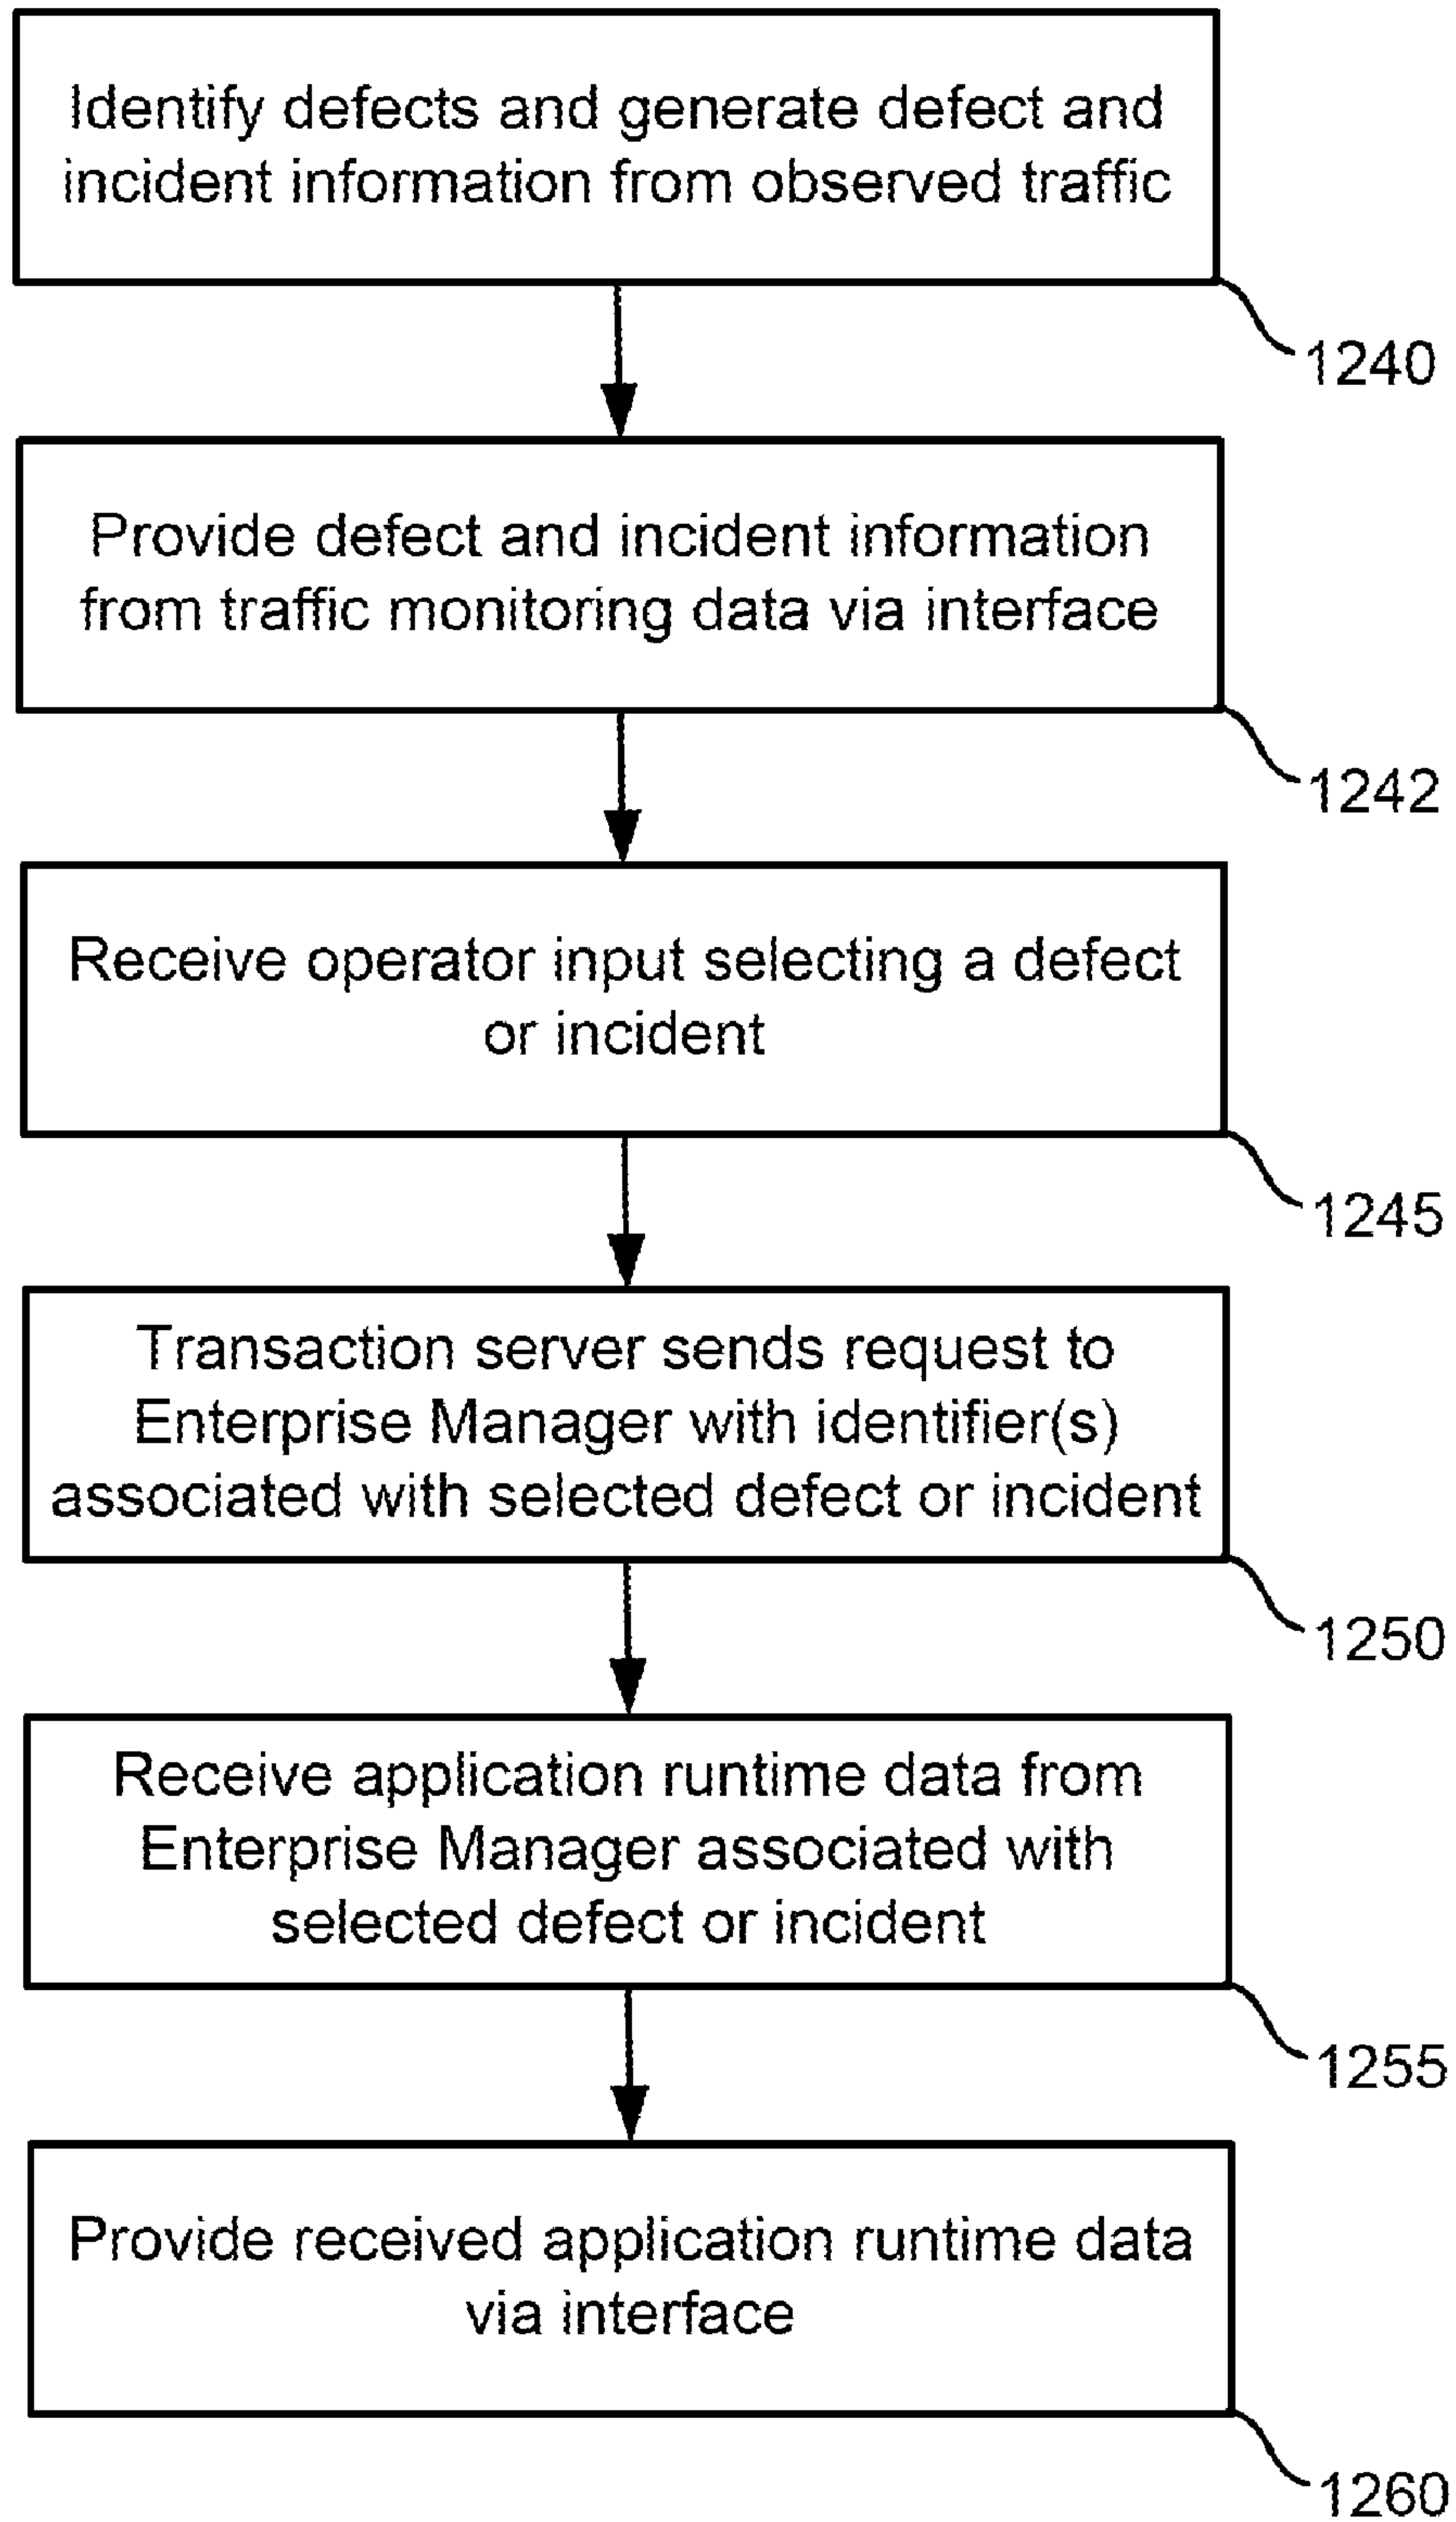 Identify defects and generate defect and
incident information from observed traffic
1240
Provide defect and incident information
from traffic monitoring data via interface
1242
Receive operator input selecting a defect
or incident
1245
Transaction server sends request to
Enterprise Manager with identifier(s)
associated with selected defect or incident
1250
Receive application runtime data from
Enterprise Manager associated with
selected defect or incident
1255
Provide received application runtime data
via interface
1260